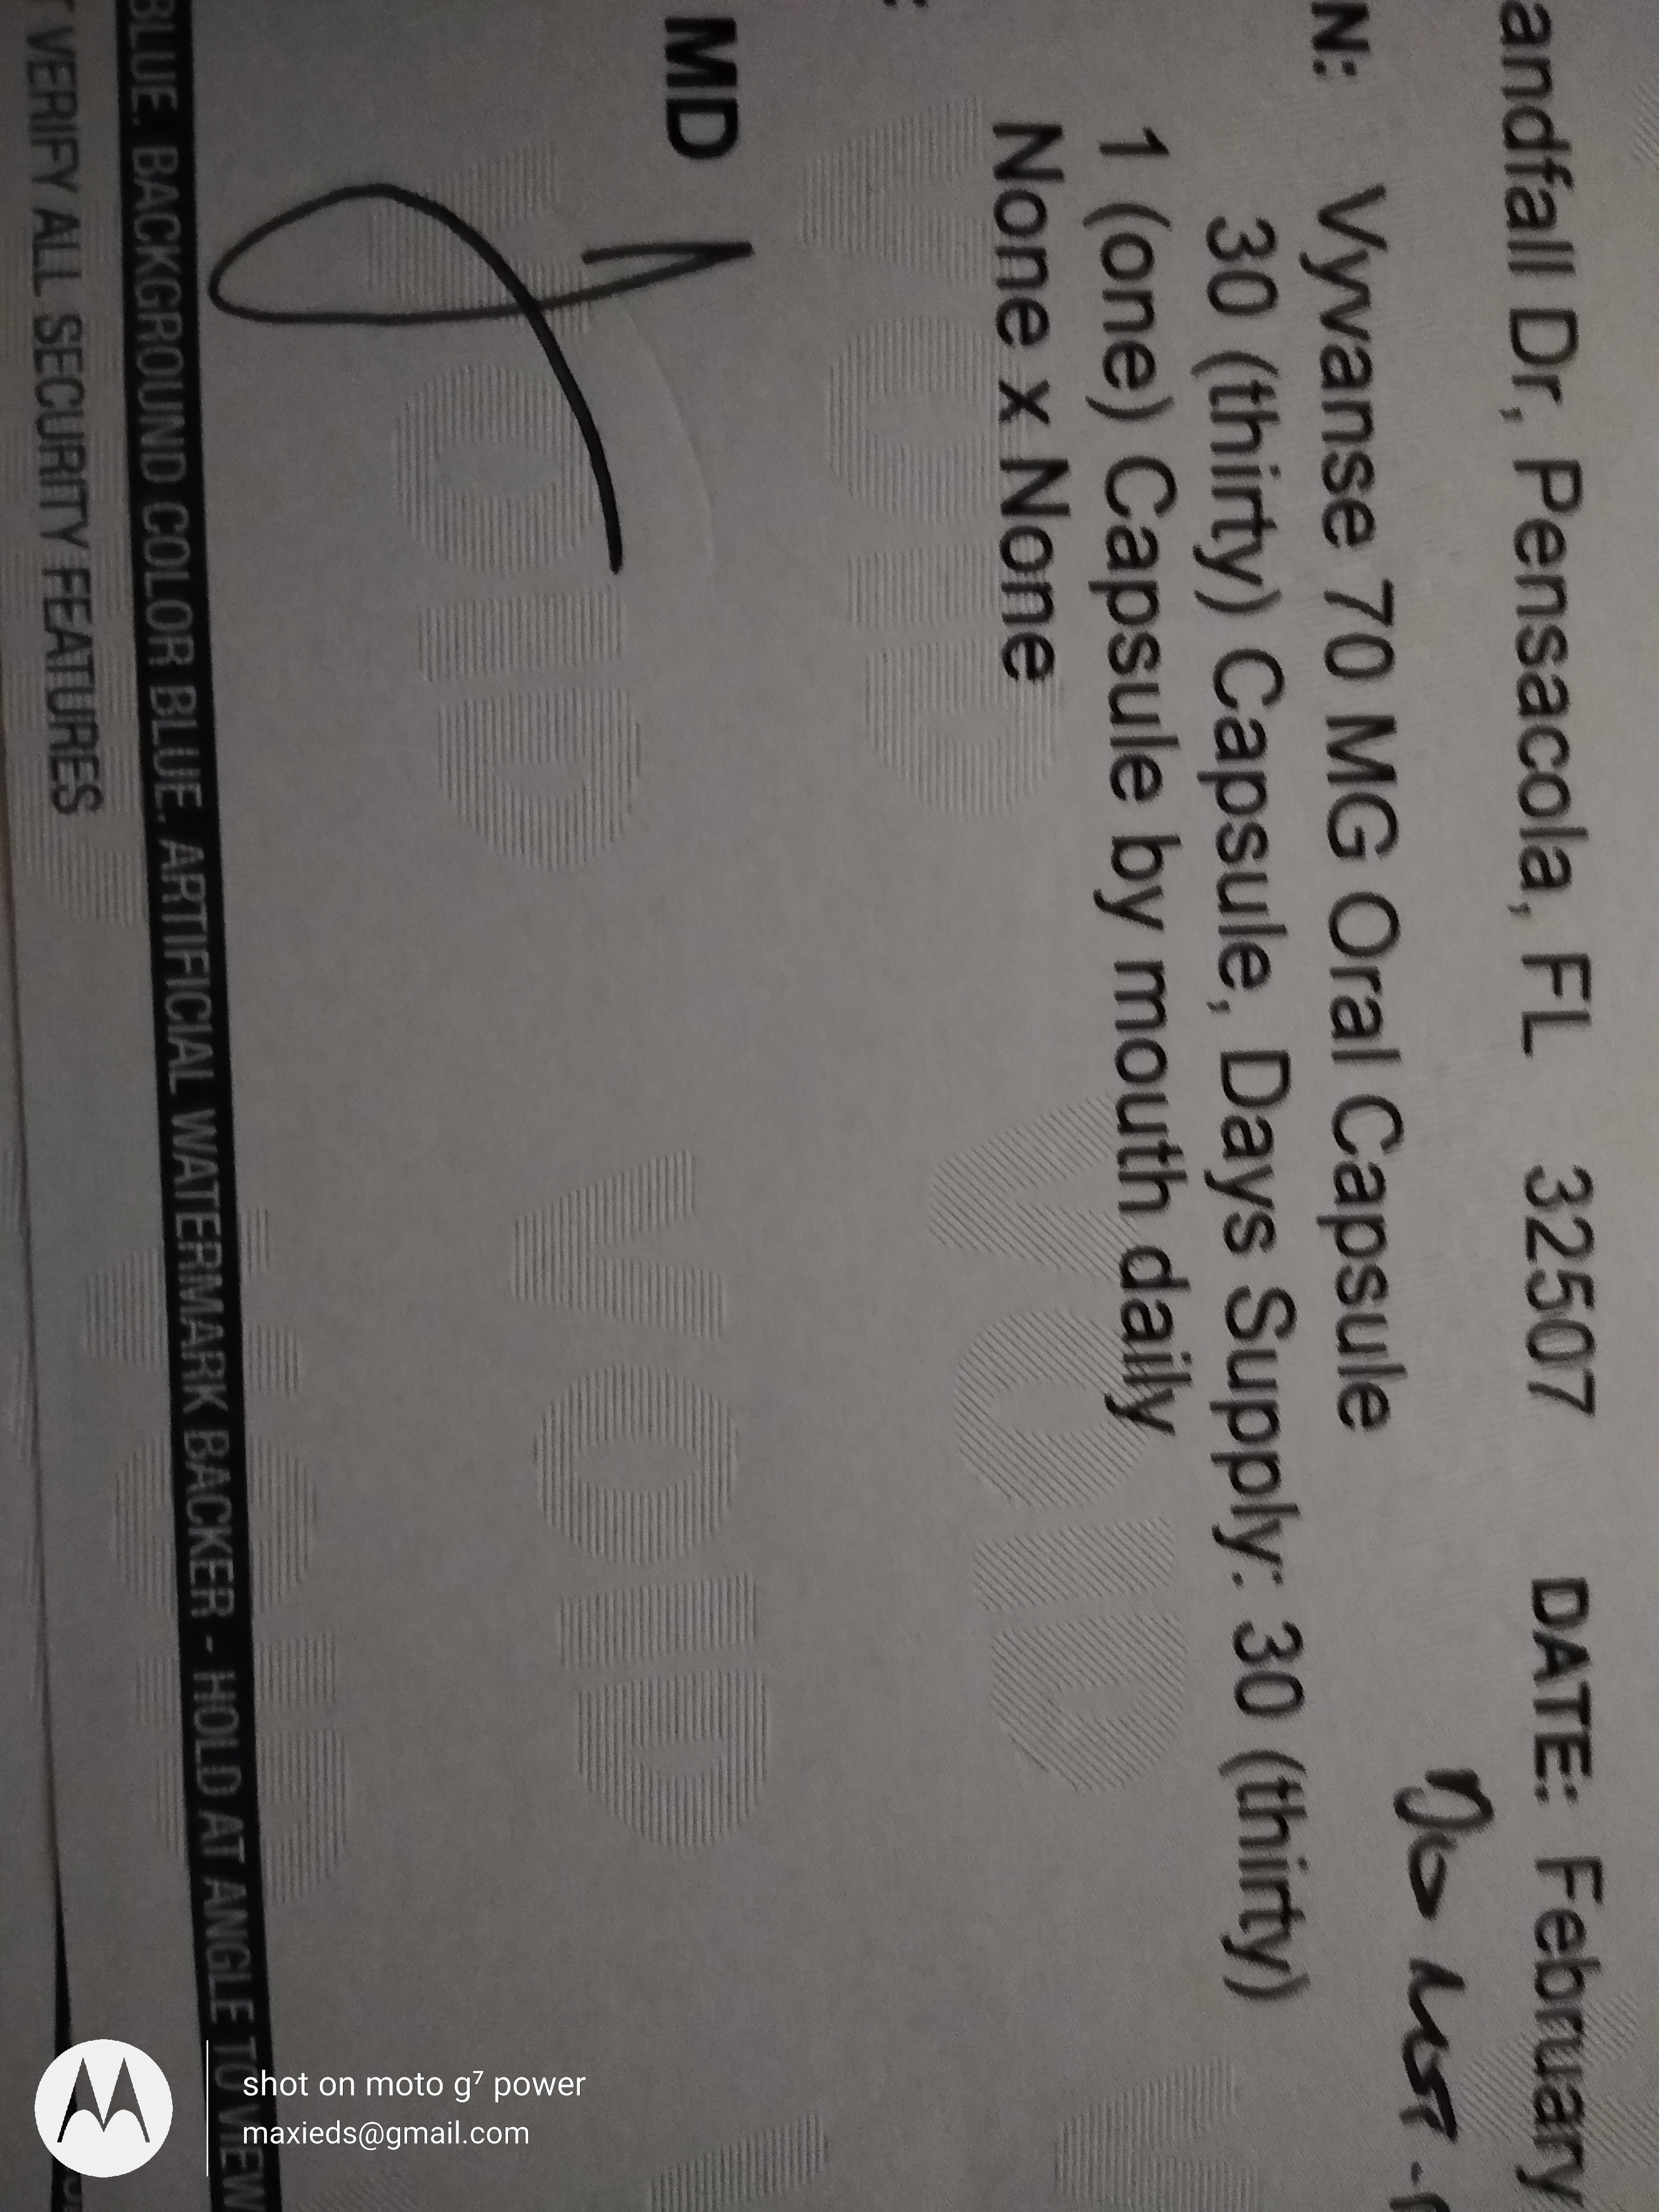 andfall Dr, Pensacola, FL 32507 DATE: February
Do Not -
N: Vyvanse 70 MG Oral Capsule
30 (thirty) Capsule, Days Supply: 30 (thirty)
1 (one) Capsule by mouth daily
None x None
:
MD
Void
Void
Void
Void
BLUE. BACKGROUND COLOR BLUE. ARTIFICIAL WATERMARK BACKER - HOLD AT ANGLE TO VIEW
T VERIFY ALL SECURITY FEATURES
shot on moto g⁷ power
maxieds@gmail.com